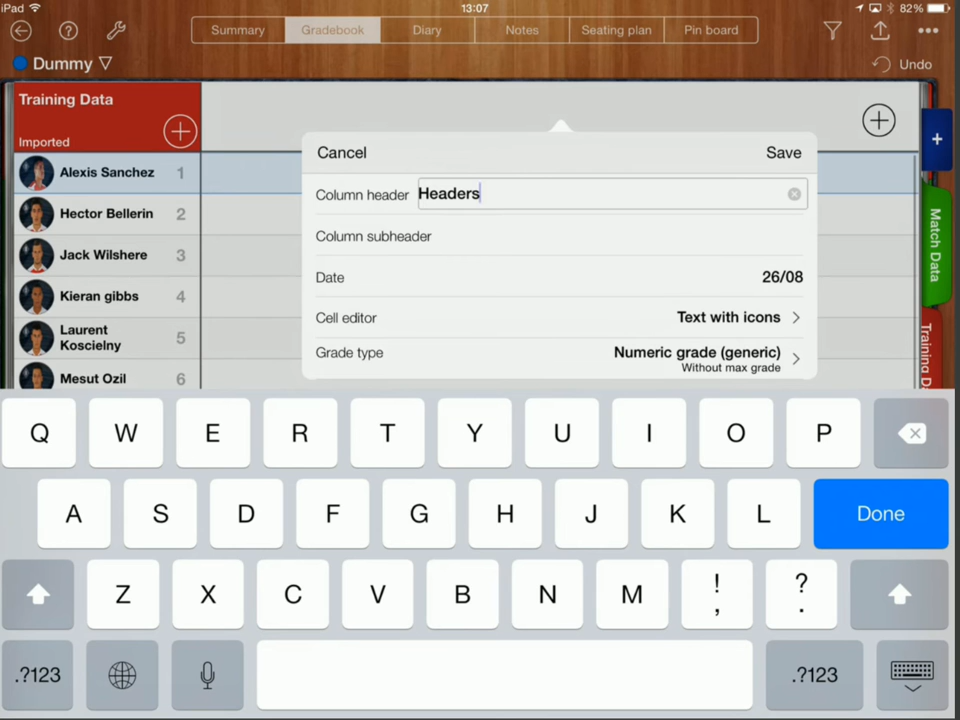 iPad 13:07 82%
Summary Gradebook Diary Notes Seating plan Pin board
Dummy Undo
Training Data
Imported
Alexis Sanchez 1
Hector Bellerin 2
Jack Wilshere 3
Kieran gibbs 4
Laurent
Koscielny 5
Mesut Ozil 6
Cancel Save
Column header Headers
Column subheader
Date 26/08
Cell editor Text with icons
Grade type Numeric grade (generic)
Without max grade
+
Match Data
Training Da
Q W E R T Y U I O P
A S D F G H J K L Done
Z X C V B N M ! , ? .
.?123 .?123